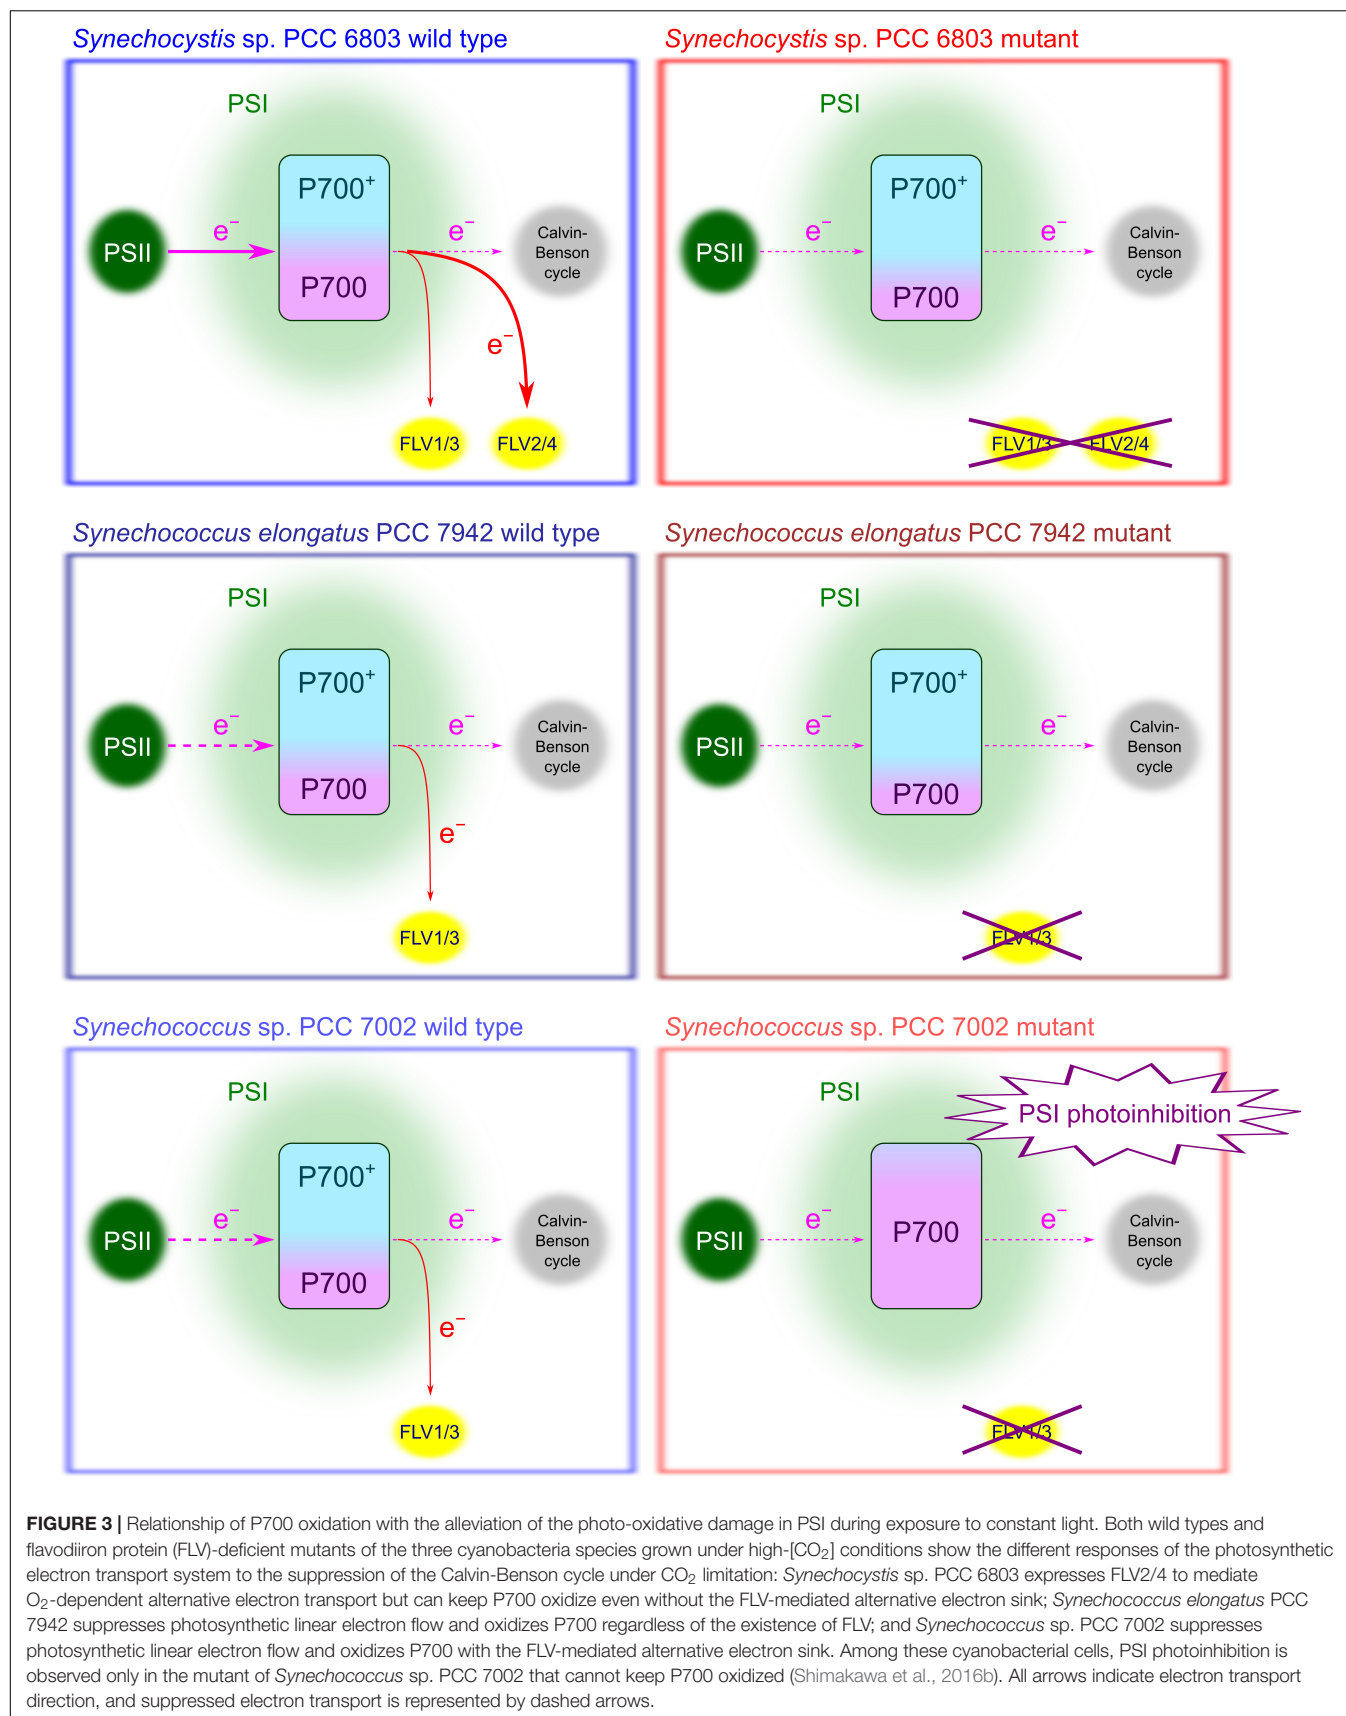 Synechocystis sp. PCC 6803 wild type
PSI
P700⁺
P700
PSII
e⁻
e⁻
Calvin-
Benson
cycle
e⁻
FLV1/3
FLV2/4
Synechocystis sp. PCC 6803 mutant
PSI
P700⁺
P700
PSII
e⁻
e⁻
Calvin-
Benson
cycle
FLV1/3
FLV2/4
Synechococcus elongatus PCC 7942 wild type
PSI
P700⁺
P700
PSII
e⁻
e⁻
Calvin-
Benson
cycle
e⁻
FLV1/3
Synechococcus elongatus PCC 7942 mutant
PSI
P700⁺
P700
PSII
e⁻
e⁻
Calvin-
Benson
cycle
FLV1/3
Synechococcus sp. PCC 7002 wild type
PSI
P700⁺
P700
PSII
e⁻
e⁻
Calvin-
Benson
cycle
e⁻
FLV1/3
Synechococcus sp. PCC 7002 mutant
PSI
PSI photoinhibition
P700
PSII
e⁻
e⁻
Calvin-
Benson
cycle
FLV1/3
FIGURE 3 | Relationship of P700 oxidation with the alleviation of the photo-oxidative damage in PSI during exposure to constant light. Both wild types and
flavodiiron protein (FLV)-deficient mutants of the three cyanobacteria species grown under high-[CO₂] conditions show the different responses of the photosynthetic
electron transport system to the suppression of the Calvin-Benson cycle under CO₂ limitation: Synechocystis sp. PCC 6803 expresses FLV2/4 to mediate
O₂-dependent alternative electron transport but can keep P700 oxidize even without the FLV-mediated alternative electron sink; Synechococcus elongatus PCC
7942 suppresses photosynthetic linear electron flow and oxidizes P700 regardless of the existence of FLV; and Synechococcus sp. PCC 7002 suppresses
photosynthetic linear electron flow and oxidizes P700 with the FLV-mediated alternative electron sink. Among these cyanobacterial cells, PSI photoinhibition is
observed only in the mutant of Synechococcus sp. PCC 7002 that cannot keep P700 oxidized (Shimakawa et al., 2016b). All arrows indicate electron transport
direction, and suppressed electron transport is represented by dashed arrows.